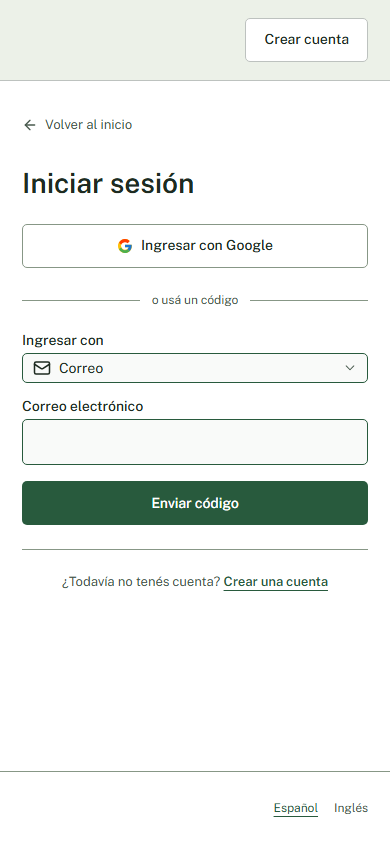 Crear cuenta
Volver al inicio
Iniciar sesión
Ingresar con Google
o usá un código
Ingresar con
Correo
Correo electrónico
Enviar código
¿Todavía no tenés cuenta? Crear una cuenta
Español Inglés